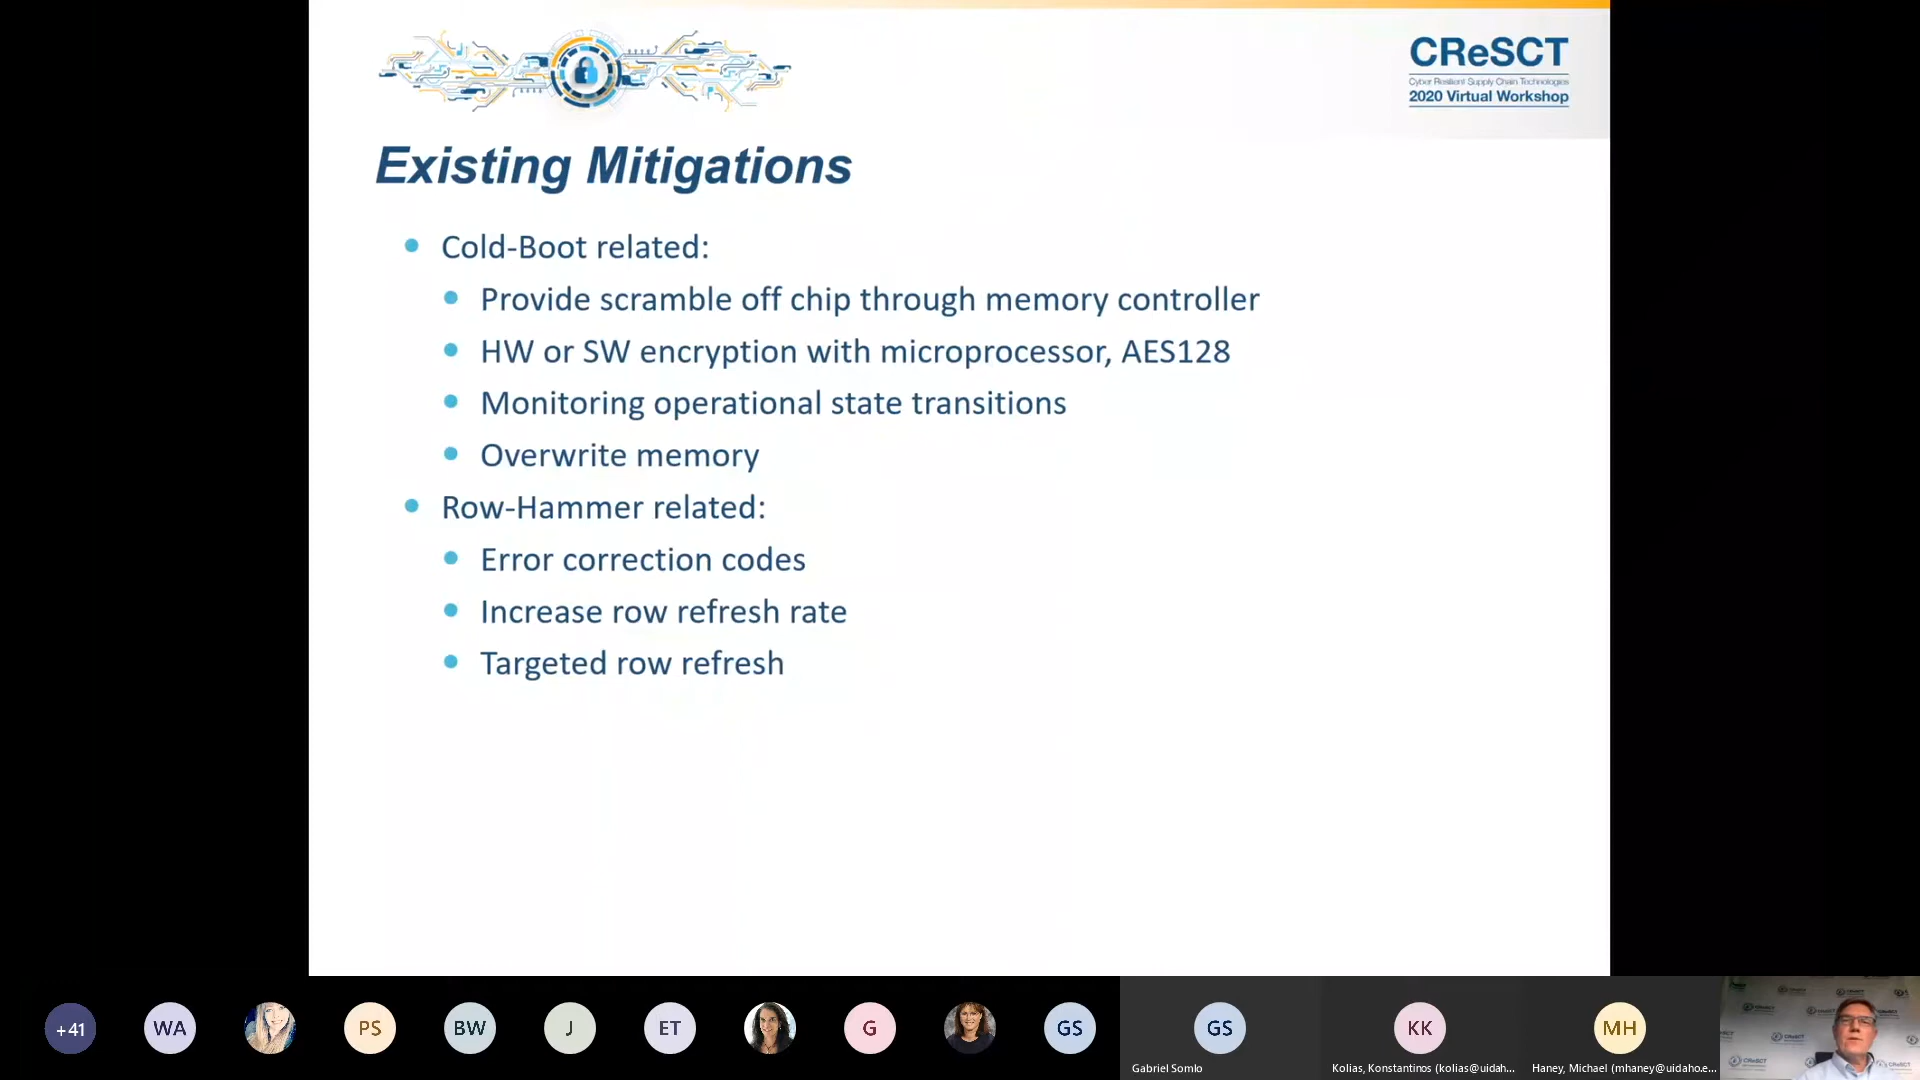 CReSCT
Cyber Resilient Supply Chain Technologies
2020 Virtual Workshop
Existing Mitigations
Cold-Boot related:
Provide scramble off chip through memory controller
HW or SW encryption with microprocessor, AES128
Monitoring operational state transitions
Overwrite memory
Row-Hammer related:
Error correction codes
Increase row refresh rate
Targeted row refresh
+41
WA
PS
BW
J
ET
G
GS
GS
KK
MH
Gabriel Somlo
Kolias, Konstantinos (kolias@uidah...
Haney, Michael (mhaney@uidaho.e...